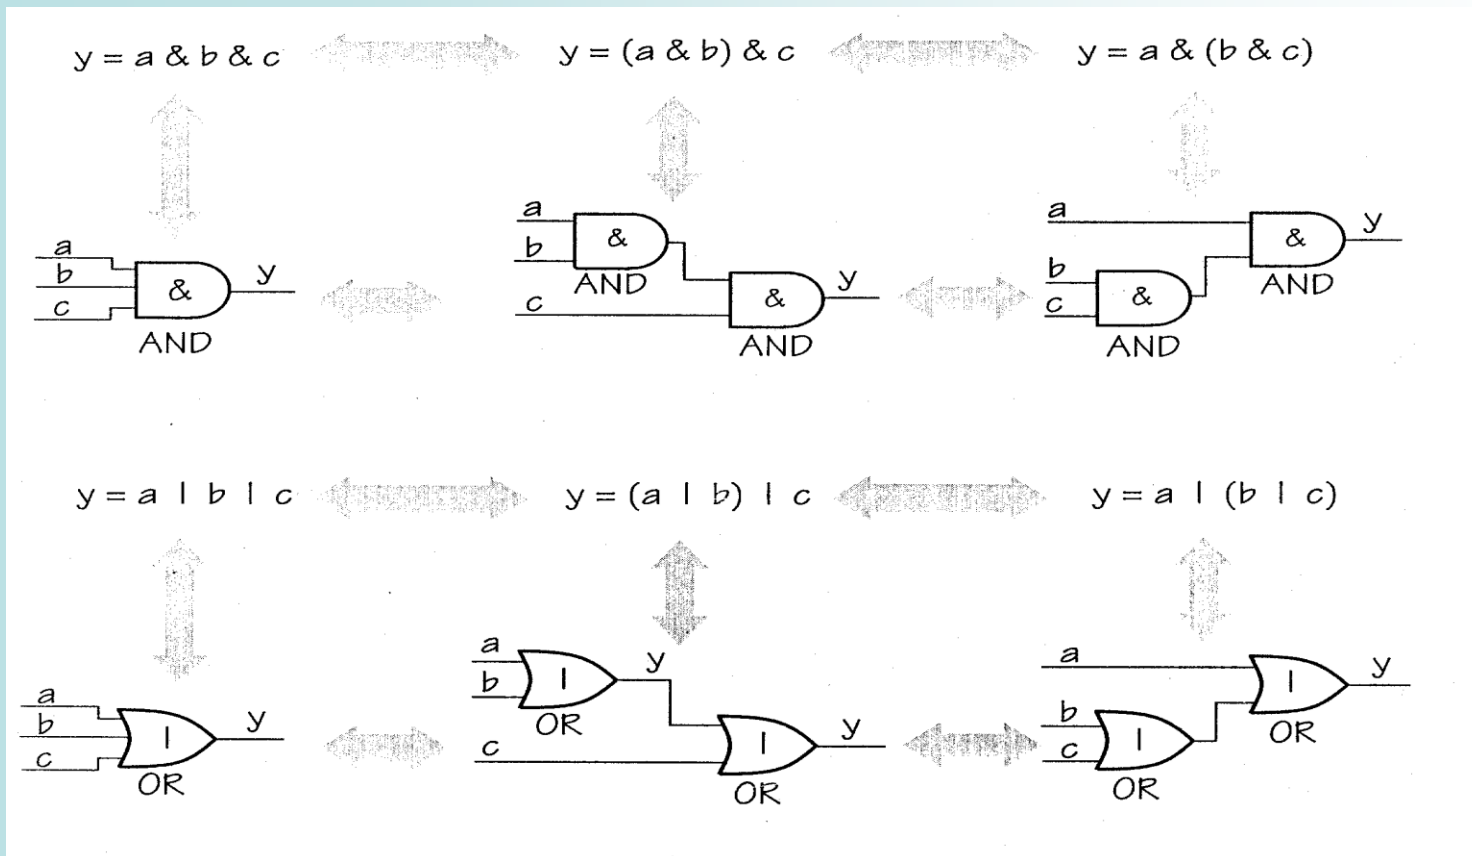 y = a & b & c
y = (a & b) & c
y = a & (b & c)
a
b
c
&
y
AND
a
b
&
AND
c
&
y
AND
a
b
c
&
AND
&
y
AND
y = a | b | c
y = (a | b) | c
y = a | (b | c)
a
b
c
|
y
OR
a
b
|
y
OR
c
|
y
OR
a
b
c
|
OR
|
y
OR